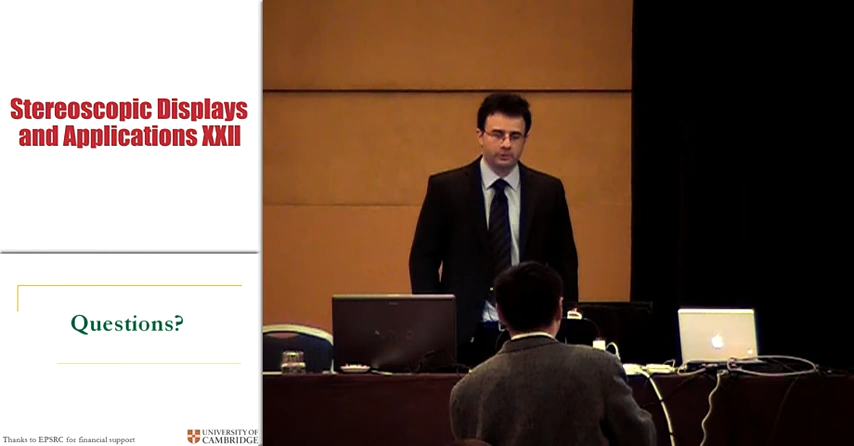 Stereoscopic Displays
and Applications XXII
Questions?
Thanks to EPSRC for financial support
UNIVERSITY OF
CAMBRIDGE